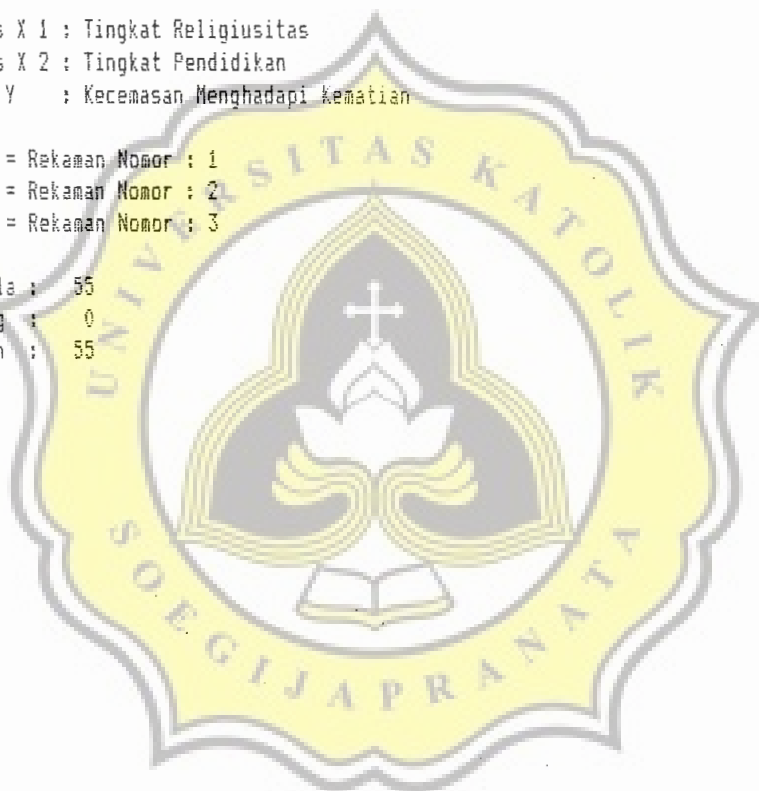 s X 1 : Tingkat Religiusitas
s X 2 : Tingkat Pendidikan
Y : Kecemasan Menghadapi Kematian
= Rekaman Nomor : 1
= Rekaman Nomor : 2
= Rekaman Nomor : 3
la : 55
g : 0
n : 55
UNIVERSITAS KATOLIK
SOEGIJAPRANATA